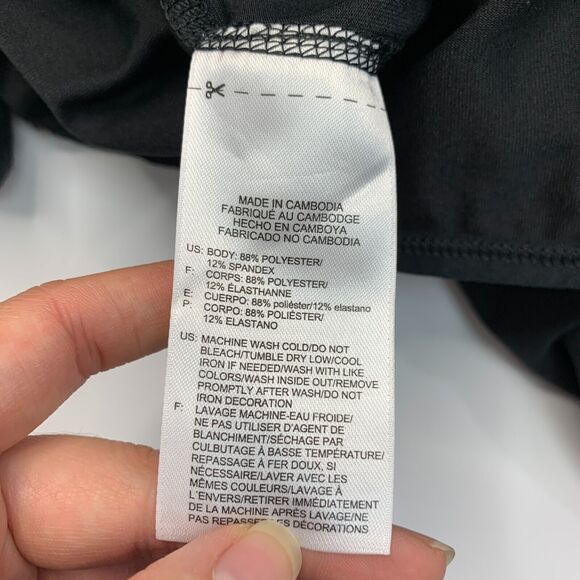 MADE IN CAMBODIA
FABRIQUÉ AU CAMBODGE
HECHO EN CAMBOYA
FABRICADO NO CAMBODIA
US: BODY: 88% POLYESTER/
12% SPANDEX
F: CORPS: 88% POLYESTER/
12% ÉLASTHANNE
E: CUERPO: 88% poliéster/12% elastano
P: CORPO: 88% POLIÉSTER/
12% ELASTANO
US: MACHINE WASH COLD/DO NOT
BLEACH/TUMBLE DRY LOW/COOL
IRON IF NEEDED/WASH WITH LIKE
COLORS/WASH INSIDE OUT/REMOVE
PROMPTLY AFTER WASH/DO NOT
IRON DECORATION
F: LAVAGE MACHINE-EAU FROIDE/
NE PAS UTILISER D'AGENT DE
BLANCHIMENT/SÉCHAGE PAR
CULBUTAGE À BASSE TEMPÉRATURE/
REPASSAGE À FER DOUX, SI
NÉCESSAIRE/LAVER AVEC LES
MÊMES COULEURS/LAVAGE À
L'ENVERS/RETIRER IMMÉDIATEMENT
DE LA MACHINE APRÈS LAVAGE/NE
PAS REPASSER LES DÉCORATIONS